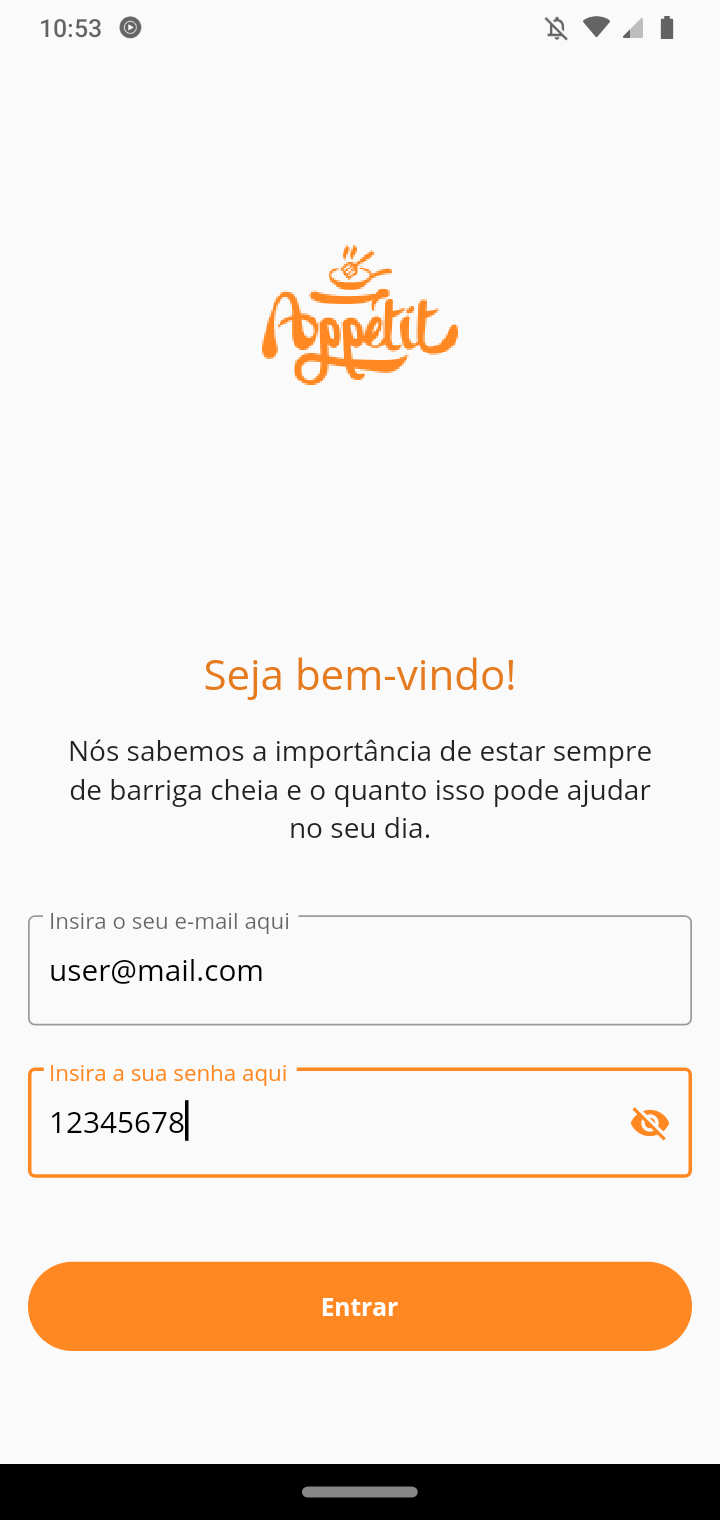 10:53
Appétit
Seja bem-vindo!
Nós sabemos a importância de estar sempre
de barriga cheia e o quanto isso pode ajudar
no seu dia.
Insira o seu e-mail aqui
user@mail.com
Insira a sua senha aqui
12345678
Entrar